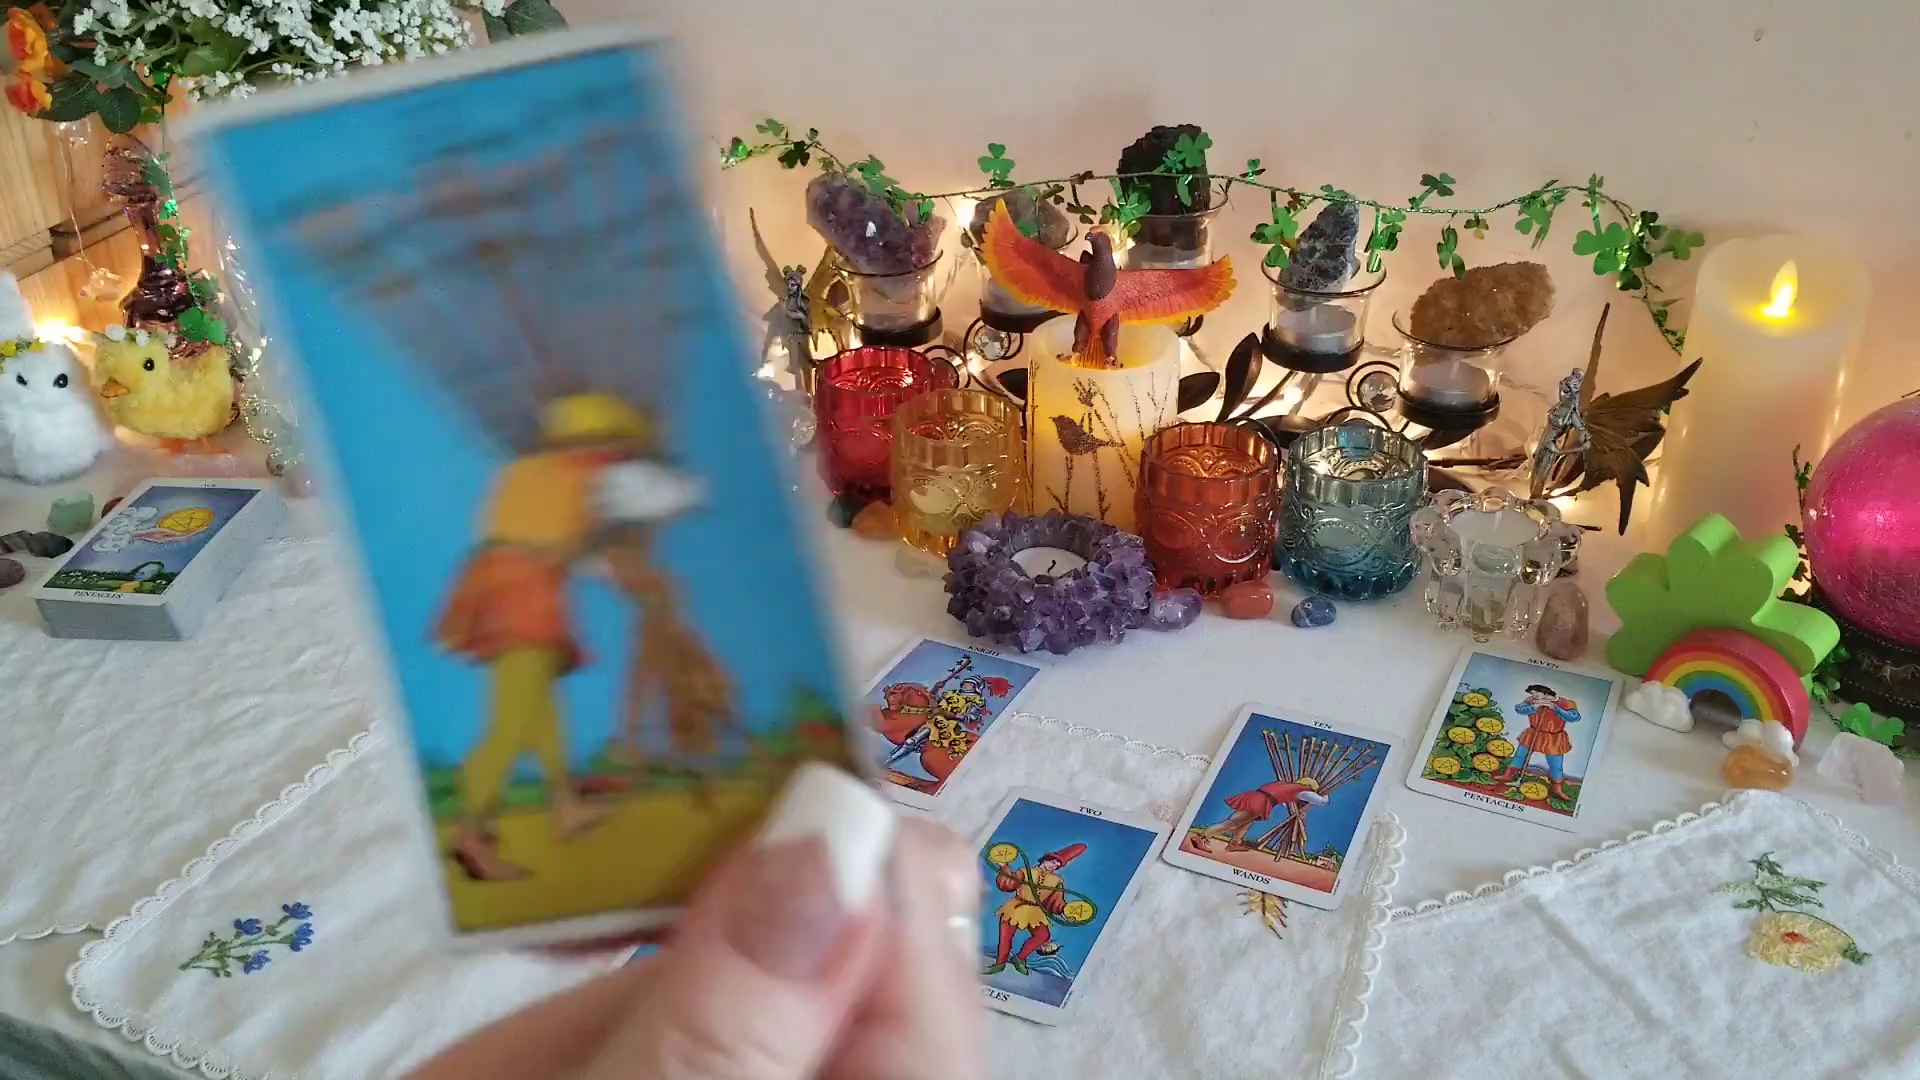 PENTACLES
KNIGHT
TWO
TEN
WANDS
SEVEN
PENTACLES